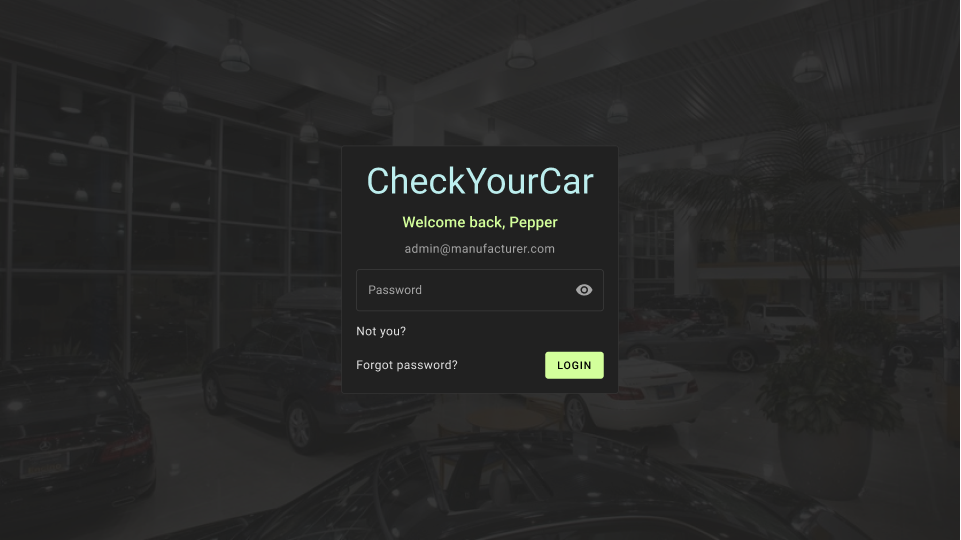 CheckYourCar
Welcome back, Pepper
admin@manufacturer.com
Password
Not you?
Forgot password?
LOGIN